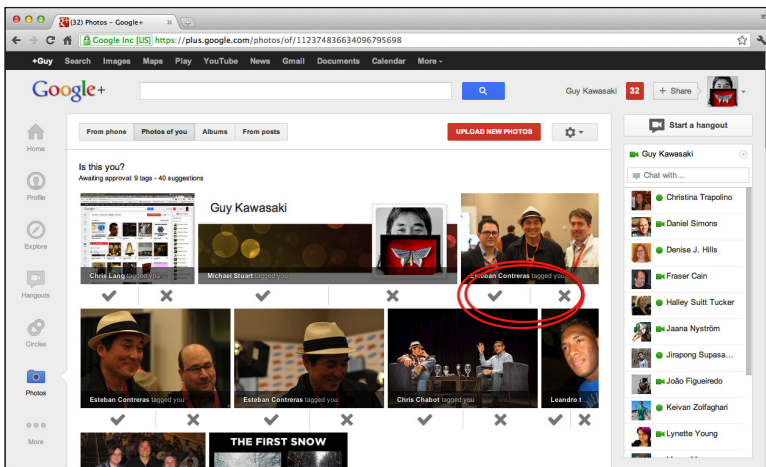 (32) Photos - Google+
Google Inc [US] https://plus.google.com/photos/of/112374836634096795698
+Guy Search Images Maps Play YouTube News Gmail Documents Calendar More
Google+
Guy Kawasaki 32 + Share
Home
Profile
Explore
Hangouts
Circles
Photos
More
From phone Photos of you Albums From posts UPLOAD NEW PHOTOS
Is this you?
Awaiting approval: 9 tags - 40 suggestions
Guy Kawasaki
Chris Lang tagged you
Michael Stuart tagged you
Esteban Contreras tagged you
Esteban Contreras tagged you
Esteban Contreras tagged you
Chris Chabot tagged you
Leandro t...
THE FIRST SNOW
Start a hangout
Guy Kawasaki
Chat with...
Christina Trapolino
Daniel Simons
Denise J. Hills
Fraser Cain
Halley Suitt Tucker
Jaana Nyström
Jirapong Supasa...
João Figueiredo
Keivan Zolfaghari
Lynette Young